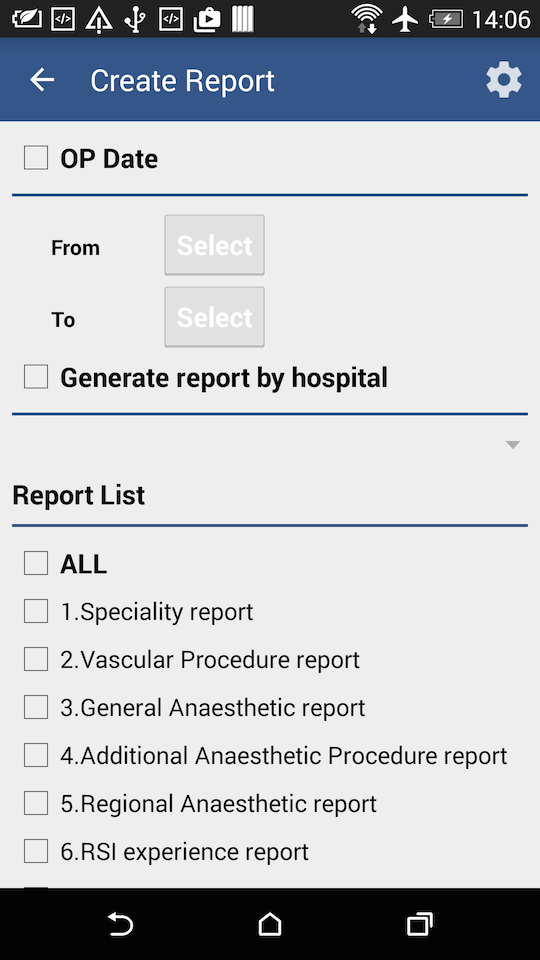 14:06
Create Report
OP Date
From Select
To Select
Generate report by hospital
Report List
ALL
1.Speciality report
2.Vascular Procedure report
3.General Anaesthetic report
4.Additional Anaesthetic Procedure report
5.Regional Anaesthetic report
6.RSI experience report